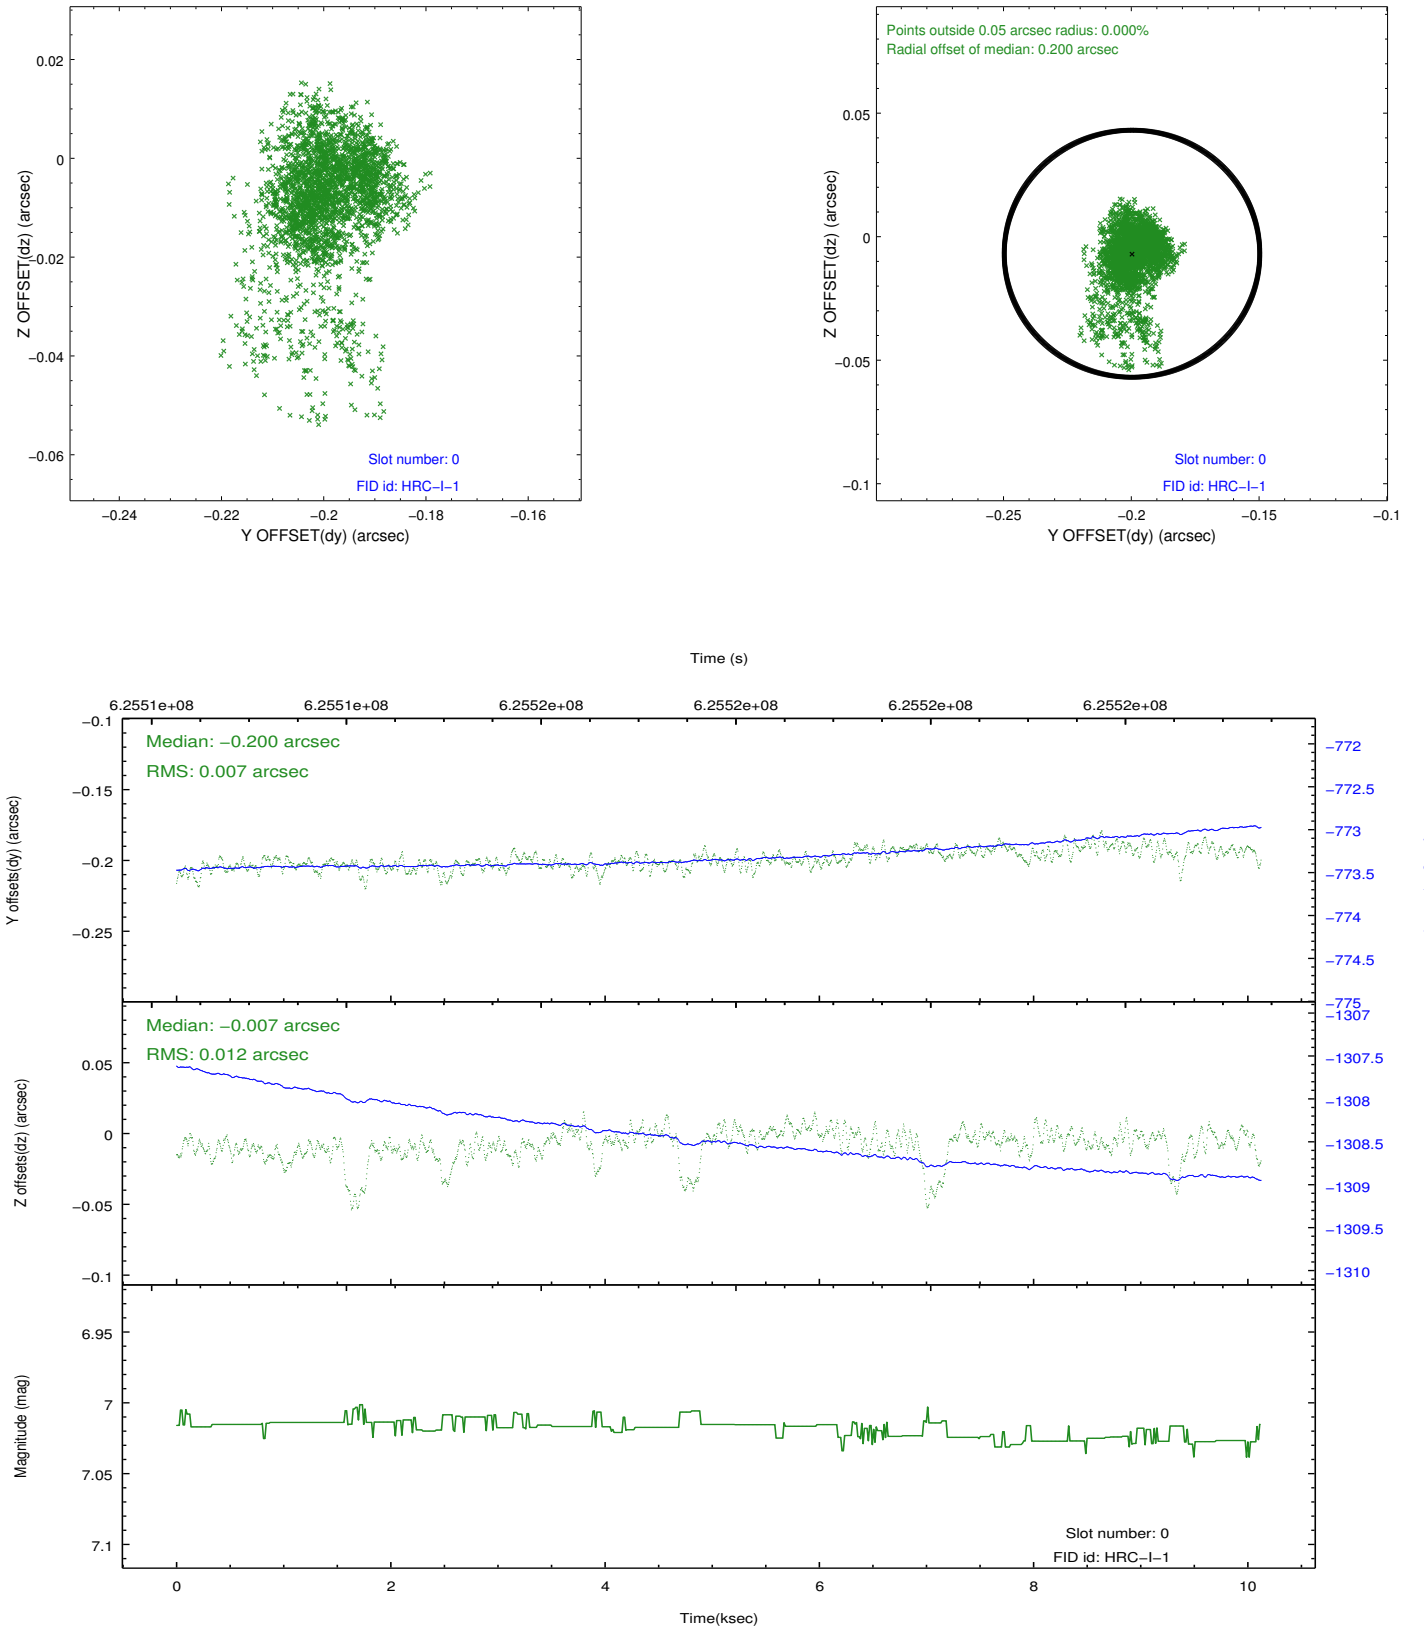 0.02
0
−0.02
−0.04
−0.06
Z OFFSET(dz) (arcsec)
Slot number: 0
FID id: HRC−I−1
−0.24 −0.22 −0.2 −0.18 −0.16
Y OFFSET(dy) (arcsec)
Points outside 0.05 arcsec radius: 0.000%
Radial offset of median: 0.200 arcsec
0.05
0
−0.05
−0.1
Z OFFSET(dz) (arcsec)
Slot number: 0
FID id: HRC−I−1
−0.25 −0.2 −0.15 −0.1
Y OFFSET(dy) (arcsec)
Time (s)
6.2551e+08 6.2551e+08 6.2552e+08 6.2552e+08 6.2552e+08 6.2552e+08
Median: −0.200 arcsec
RMS: 0.007 arcsec
−0.1
−0.15
−0.2
−0.25
Y offsets(dy) (arcsec)
−772
−772.5
−773
−773.5
−774
−774.5
−775
Median: −0.007 arcsec
RMS: 0.012 arcsec
0.05
0
−0.05
−0.1
Z offsets(dz) (arcsec)
−1307
−1307.5
−1308
−1308.5
−1309
−1309.5
−1310
6.95
7
7.05
7.1
Magnitude (mag)
Slot number: 0
FID id: HRC−I−1
0 2 4 6 8 10
Time(ksec)